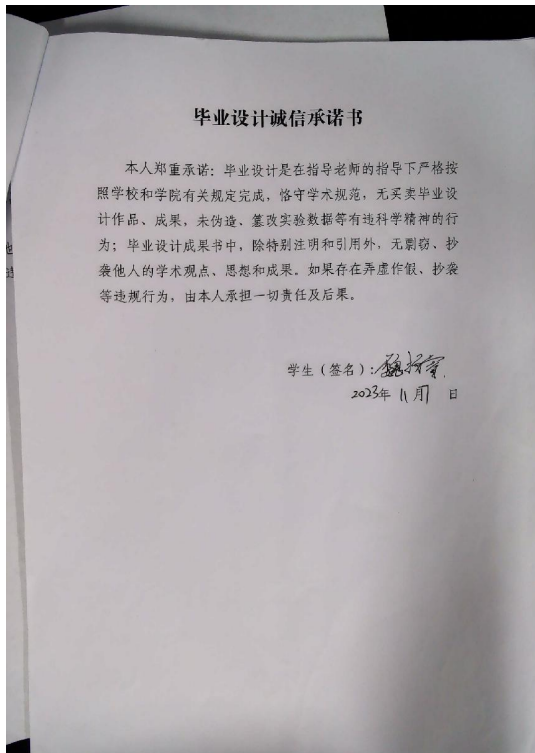 毕业设计诚信承诺书
本人郑重承诺：毕业设计是在指导老师的指导下严格按
照学校和学院有关规定完成，恪守学术规范，无买卖毕业设
计作品、成果，未伪造、篡改实验数据等有违科学精神的行
为；毕业设计成果书中，除特别注明和引用外，无剽窃、抄
袭他人的学术观点、思想和成果。如果存在弄虚作假、抄袭
等违规行为，由本人承担一切责任及后果。
学生（签名）：
2023年 11月 日